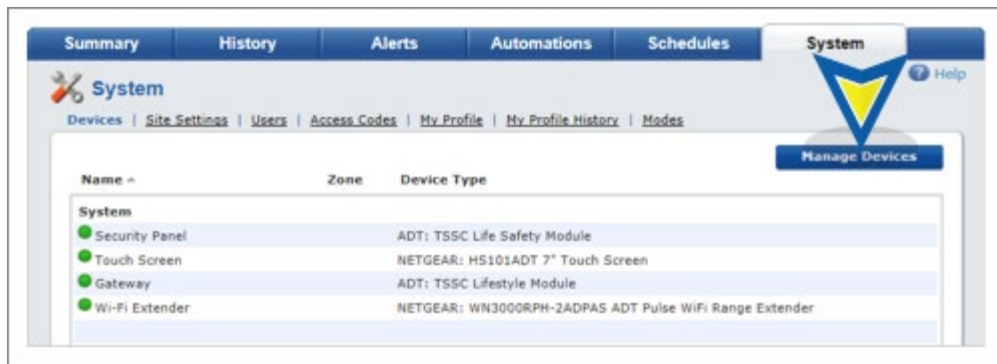 Summary History Alerts Automations Schedules System
Help
System
Devices | Site Settings | Users | Access Codes | My Profile | My Profile History | Modes
Manage Devices
Name Zone Device Type
System
Security Panel ADT: TSSC Life Safety Module
Touch Screen NETGEAR: HS101ADT 7" Touch Screen
Gateway ADT: TSSC Lifestyle Module
Wi-Fi Extender NETGEAR: WN3000RPH-2ADPAS ADT Pulse WiFi Range Extender